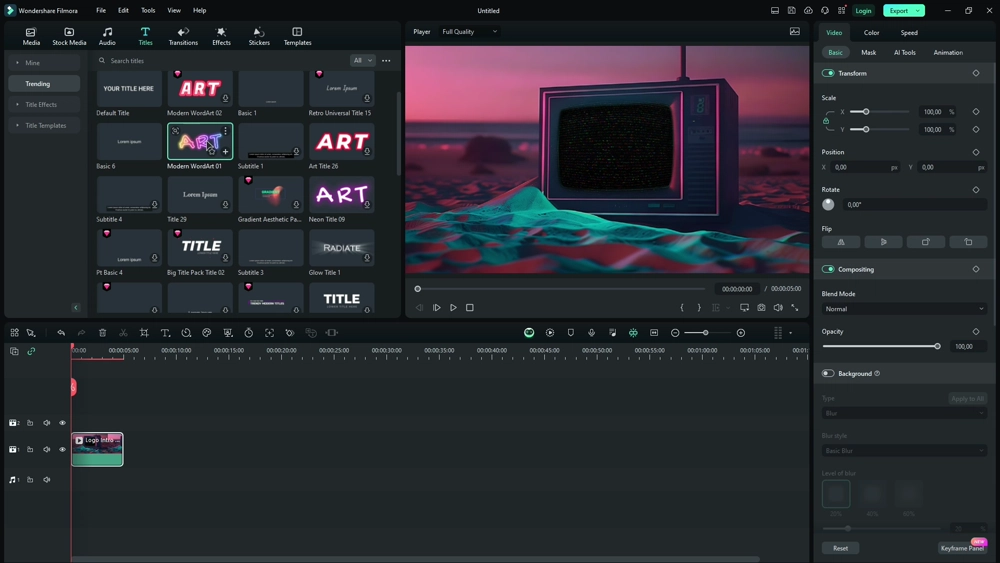 Wondershare Filmora File Edit Tools View Help Untitled Login Export
Media Stock Media Audio Titles Transitions Effects Stickers Templates
Player Full Quality
Video Color Speed
Basic Mask AI Tools Animation
Mine
Trending
Title Effects
Title Templates
Search titles All
YOUR TITLE HERE ART Lorem Ipsum
Default Title Modern WordArt 02 Basic 1 Retro Universal Title 15
Lorem ipsum ART ART
Basic 6 Modern WordArt 01 Subtitle 1 Art Title 26
Lorem Ipsum ART
Subtitle 4 Title 29 Gradient Aesthetic Pa... Neon Title 09
Lorem ipsum TITLE RADIATE
Pt Basic 4 Big Title Pack Title 02 Subtitle 3 Glow Title 1
TITLE
00:00:00:00 / 00:00:05:00
Transform
Scale
X 100,00 %
Y 100,00 %
Position
X 0,00 px Y 0,00 px
Rotate
0,00°
Flip
Compositing
Blend Mode
Normal
Opacity
100,00
Background
Type Apply to All
Blur
Blur style
Basic Blur
Level of blur
20% 40% 60%
%
Reset Keyframe Panel
NEW
00:00 00:00:05:00 00:00:10:00 00:00:15:00 00:00:20:00 00:00:25:00 00:00:30:00 00:00:35:00 00:00:40:00 00:00:45:00 00:00:50:00 00:00:55:00 00:01:00:00 00:01:05:00
2
1 Logo Intro ...
1